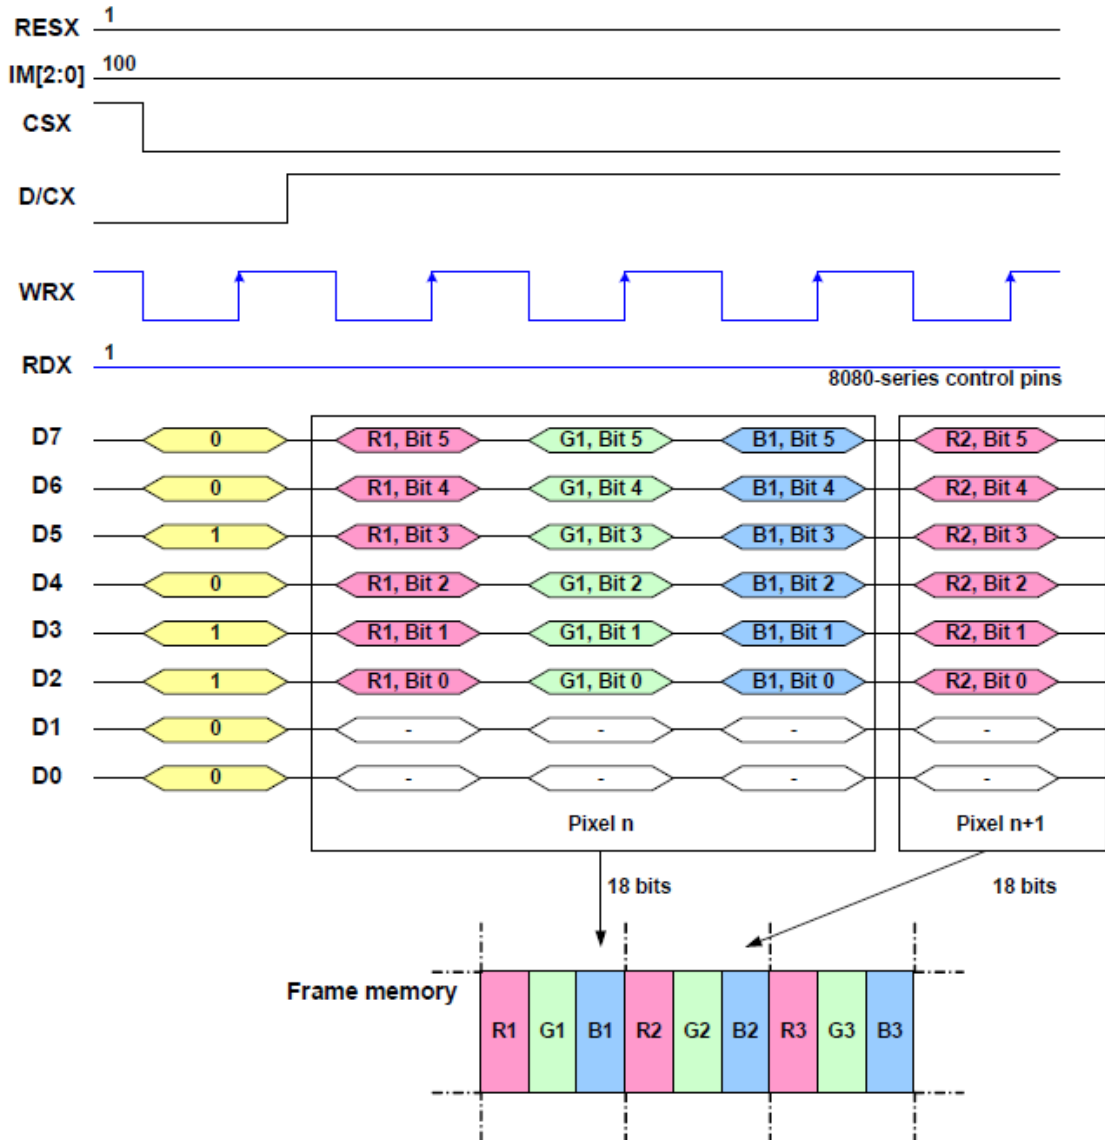 RESX 1
IM[2:0] 100
CSX
D/CX
WRX
RDX 1
8080-series control pins
D7 0 R1, Bit 5 G1, Bit 5 B1, Bit 5 R2, Bit 5
D6 0 R1, Bit 4 G1, Bit 4 B1, Bit 4 R2, Bit 4
D5 1 R1, Bit 3 G1, Bit 3 B1, Bit 3 R2, Bit 3
D4 0 R1, Bit 2 G1, Bit 2 B1, Bit 2 R2, Bit 2
D3 1 R1, Bit 1 G1, Bit 1 B1, Bit 1 R2, Bit 1
D2 1 R1, Bit 0 G1, Bit 0 B1, Bit 0 R2, Bit 0
D1 0 - - - -
D0 0 - - - -
Pixel n Pixel n+1
18 bits 18 bits
Frame memory
R1 G1 B1 R2 G2 B2 R3 G3 B3